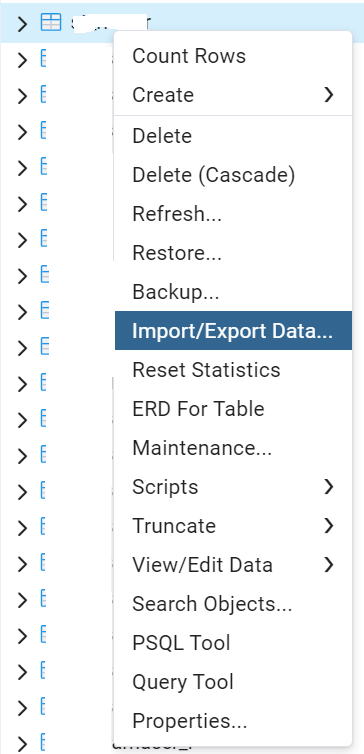 Count Rows
Create
Delete
Delete (Cascade)
Refresh...
Restore...
Backup...
Import/Export Data...
Reset Statistics
ERD For Table
Maintenance...
Scripts
Truncate
View/Edit Data
Search Objects...
PSQL Tool
Query Tool
Properties...